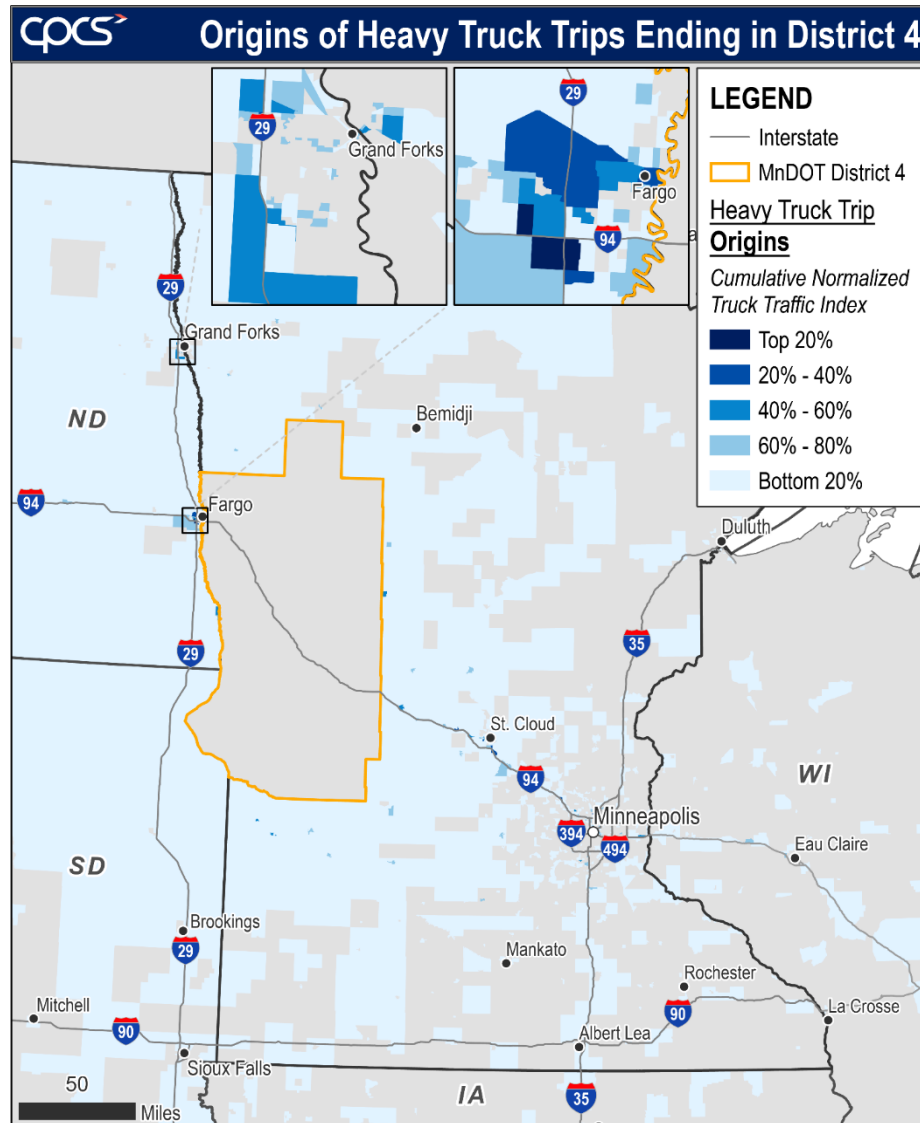 CPCS
Origins of Heavy Truck Trips Ending in District 4
29
Grand Forks
29
Fargo
94
a
LEGEND
Interstate
MnDOT District 4
Heavy Truck Trip
Origins
Cumulative Normalized
Truck Traffic Index
Top 20%
20% - 40%
40% - 60%
60% - 80%
Bottom 20%
29
Grand Forks
ND
Bemidji
94
Fargo
Duluth
29
35
St. Cloud
94
WI
Minneapolis
394
494
Eau Claire
SD
Brookings
29
Mankato
Rochester
Mitchell
90
90
La Crosse
Albert Lea
Sioux Falls
50
Miles
IA
35